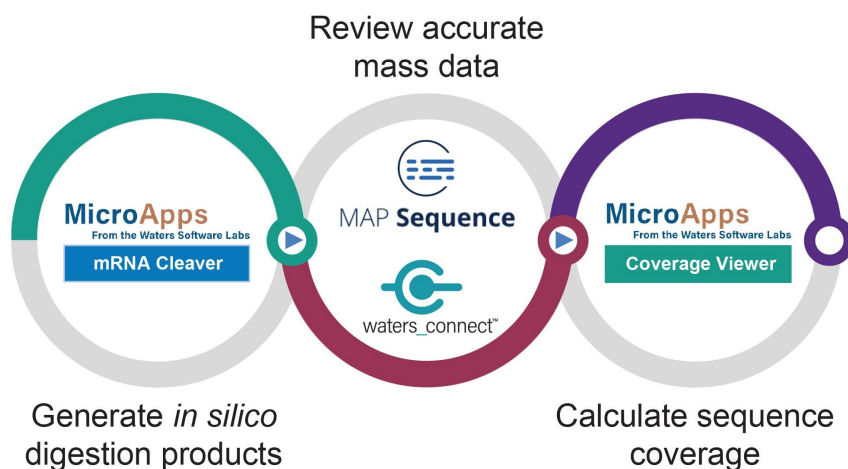 Review accurate
mass data
MicroApps
From the Waters Software Labs
mRNA Cleaver
MAP Sequence
waters_connect™
MicroApps
From the Waters Software Labs
Coverage Viewer
Generate in silico
digestion products
Calculate sequence
coverage